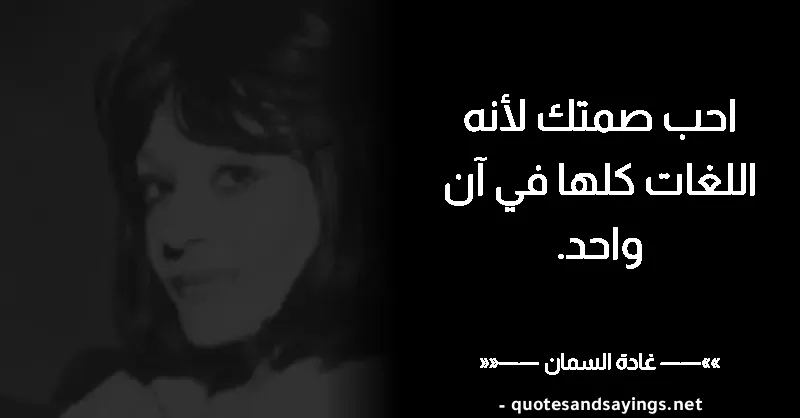 احب صمتك لأنه
اللغات كلها في آن
واحد.
»»—— غادة السمان ——««
- quotesandsayings.net